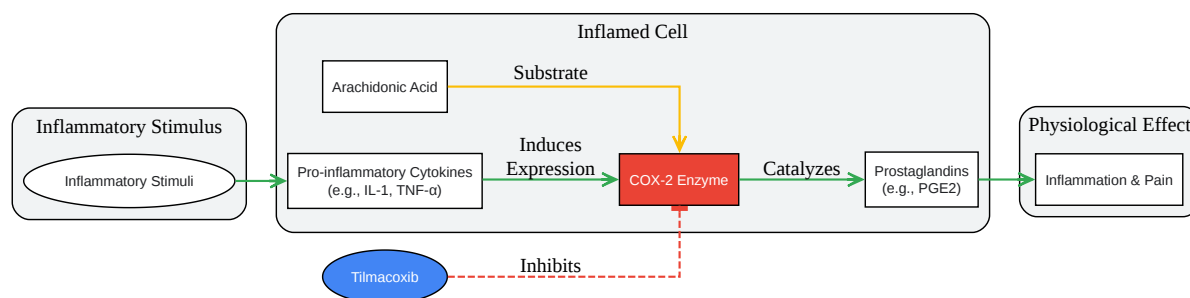 Inflamed Cell
Arachidonic Acid
Substrate
Inflammatory Stimulus
Inflammatory Stimuli
Pro-inflammatory Cytokines
(e.g., IL-1, TNF-α)
Induces
Expression
COX-2 Enzyme
Catalyzes
Prostaglandins
(e.g., PGE2)
Physiological Effect
Inflammation & Pain
Tilmacoxib
Inhibits